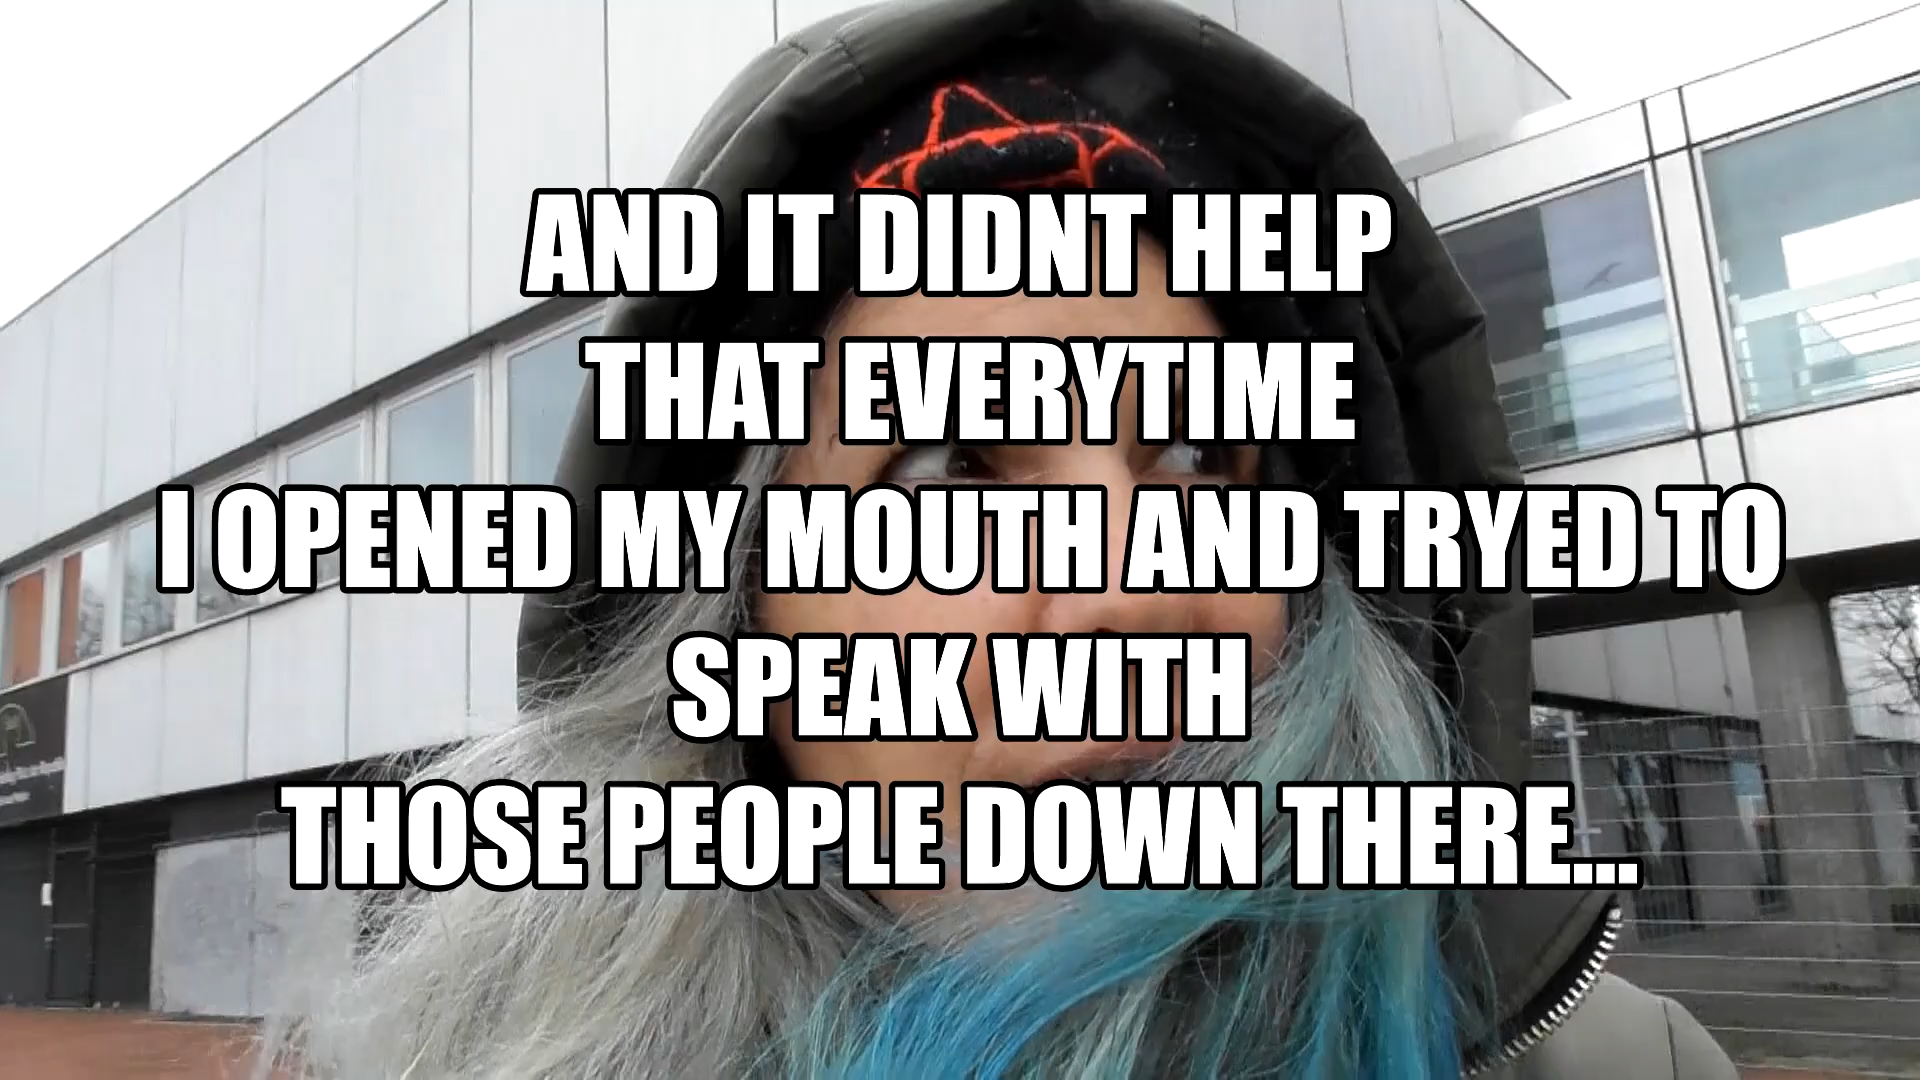 AND IT DIDNT HELP
THAT EVERYTIME
I OPENED MY MOUTH AND TRYED TO
SPEAK WITH
THOSE PEOPLE DOWN THERE...